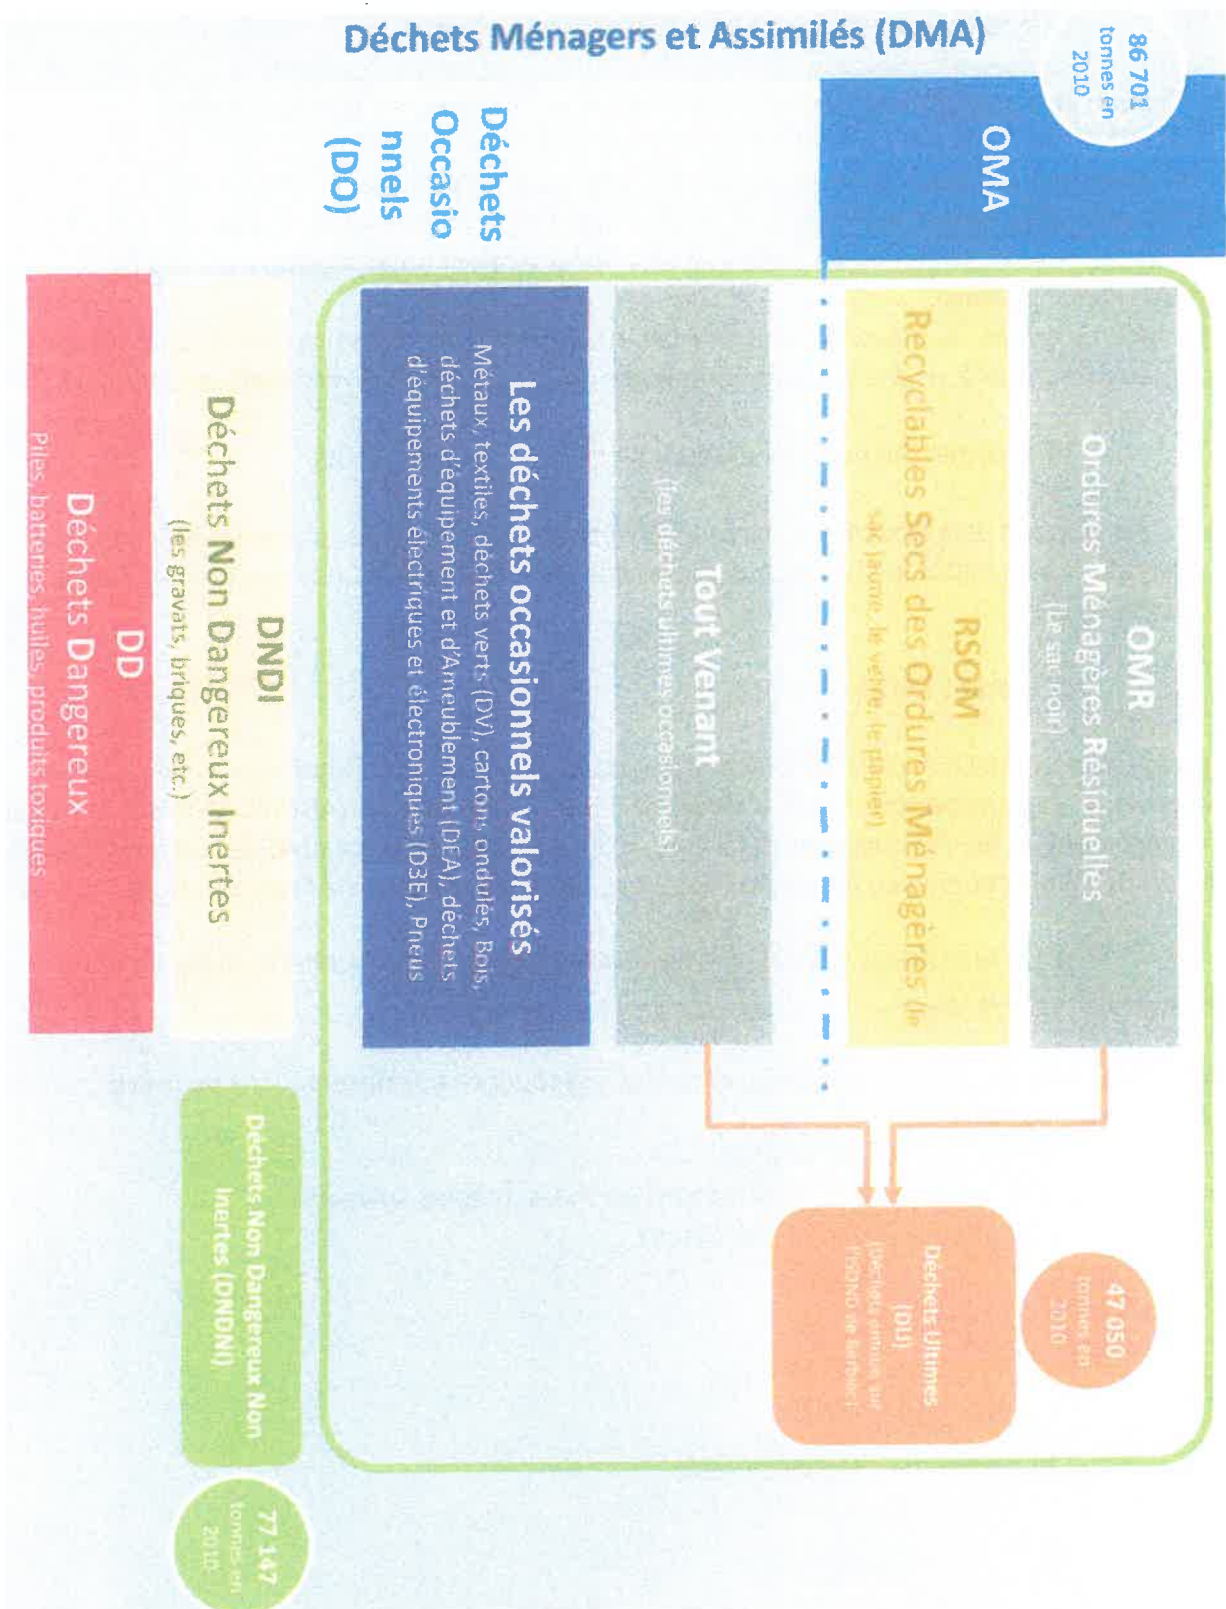 Déchets Ménagers et Assimilés (DMA)
86 701
tonnes en
2010
OMA
OMR
Ordures Ménagères Résiduelles
(Le sac noir)
RSOM
Recyclables Secs des Ordures Ménagères (le
sac jaune, le verre, le papier)
Tout Venant
(les déchets ultimes occasionnels)
Déchets
Occasio
nnels
(DO)
Les déchets occasionnels valorisés
Métaux, textiles, déchets verts (DV), cartons ondulés, Bois,
déchets d'équipement et d'Ameublement (DEA), déchets
d'équipements électriques et électroniques (D3E), Pneus
DNDI
Déchets Non Dangereux Inertes
(les gravats, briques, etc.)
DD
Déchets Dangereux
Piles, batteries, huiles, produits toxiques
47 050
tonnes en
2010
Déchets Ultimes
(DU)
(Déchets enfouis sur
l'ISDND de
Déchets Non Dangereux Non
Inertes (DNDNI)
77 147
tonnes en
2010